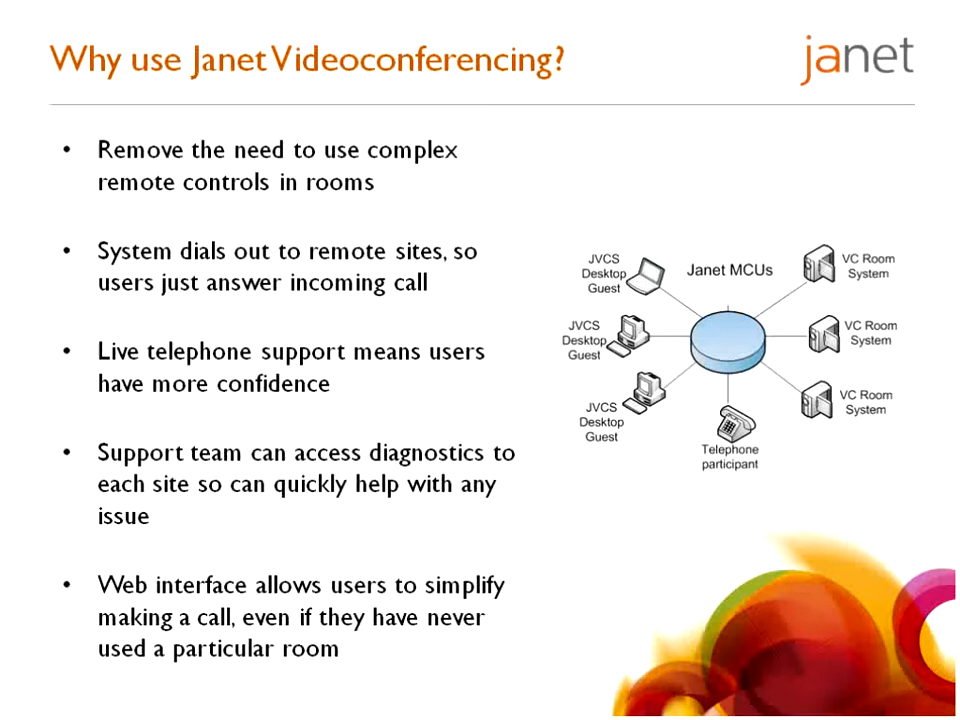 Why use Janet Videoconferencing?
janet
• Remove the need to use complex
remote controls in rooms
• System dials out to remote sites, so
users just answer incoming call
• Live telephone support means users
have more confidence
• Support team can access diagnostics to
each site so can quickly help with any
issue
• Web interface allows users to simplify
making a call, even if they have never
used a particular room
JVCS
Desktop
Guest
Janet MCUs
VC Room
System
JVCS
Desktop
Guest
VC Room
System
JVCS
Desktop
Guest
VC Room
System
Telephone
participant